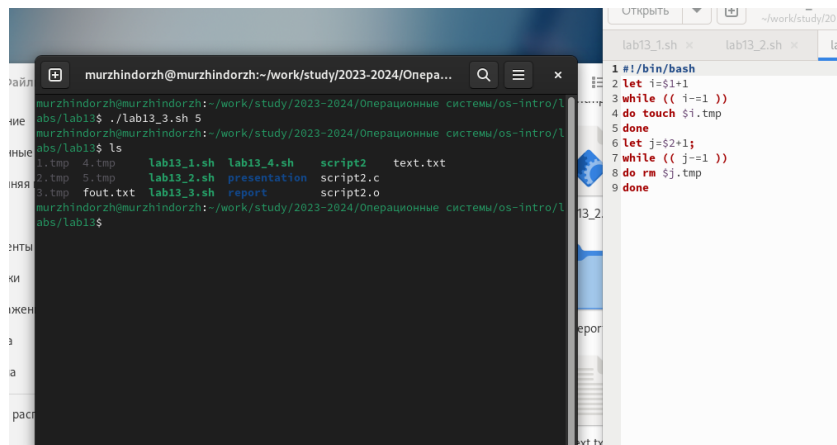 Открыть
~/work/study/20
lab13_1.sh × lab13_2.sh ×
murzhindorzh@murzhindorzh:~/work/study/2023-2024/Опера...
murzhindorzh@murzhindorzh:~/work/study/2023-2024/Операционные системы/os-intro/l
abs/lab13$ ./lab13_3.sh 5
murzhindorzh@murzhindorzh:~/work/study/2023-2024/Операционные системы/os-intro/l
abs/lab13$ ls
1.tmp 4.tmp lab13_1.sh lab13_4.sh script2 text.txt
2.tmp 5.tmp lab13_2.sh presentation script2.c
3.tmp fout.txt lab13_3.sh report script2.o
murzhindorzh@murzhindorzh:~/work/study/2023-2024/Операционные системы/os-intro/l
abs/lab13$
1 #!/bin/bash
2 let i=$1+1
3 while (( i-=1 ))
4 do touch $i.tmp
5 done
6 let j=$2+1;
7 while (( j-=1 ))
8 do rm $j.tmp
9 done